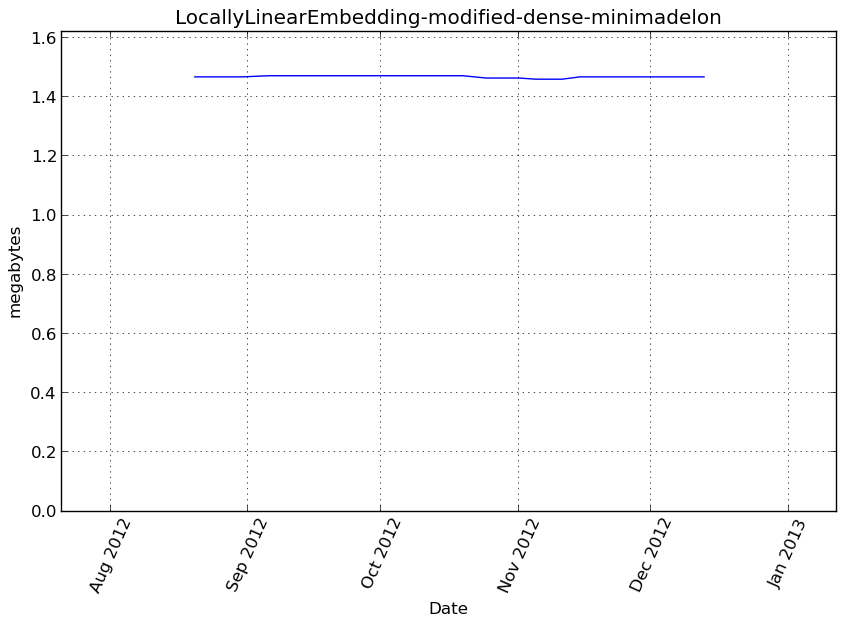 LocallyLinearEmbedding-modified-dense-minimadelon
1.6
1.4
1.2
1.0
0.8
0.6
0.4
0.2
0.0
megabytes
Aug 2012
Sep 2012
Oct 2012
Nov 2012
Dec 2012
Jan 2013
Date